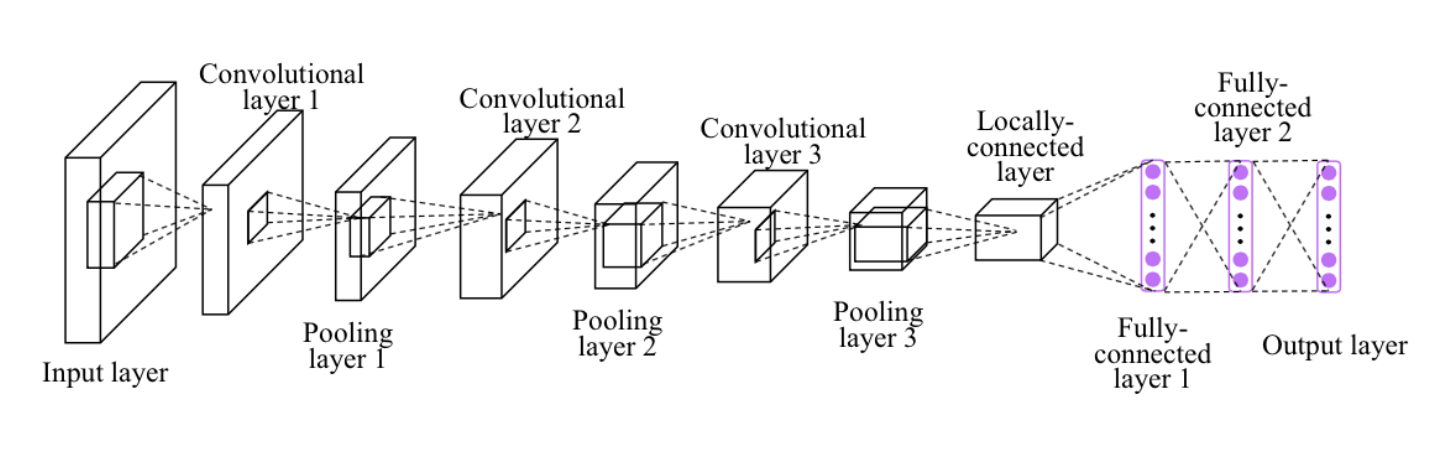 Convolutional
layer 1
Convolutional
layer 2
Convolutional
layer 3
Locally-
connected
layer
Fully-
connected
layer 2
Input layer
Pooling
layer 1
Pooling
layer 2
Pooling
layer 3
Fully-
connected
layer 1
Output layer